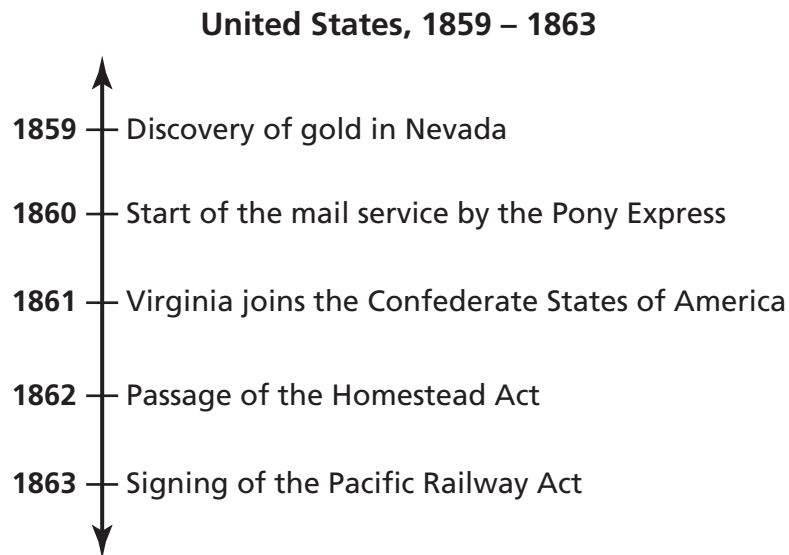 United States, 1859 – 1863
1859 Discovery of gold in Nevada
1860 Start of the mail service by the Pony Express
1861 Virginia joins the Confederate States of America
1862 Passage of the Homestead Act
1863 Signing of the Pacific Railway Act